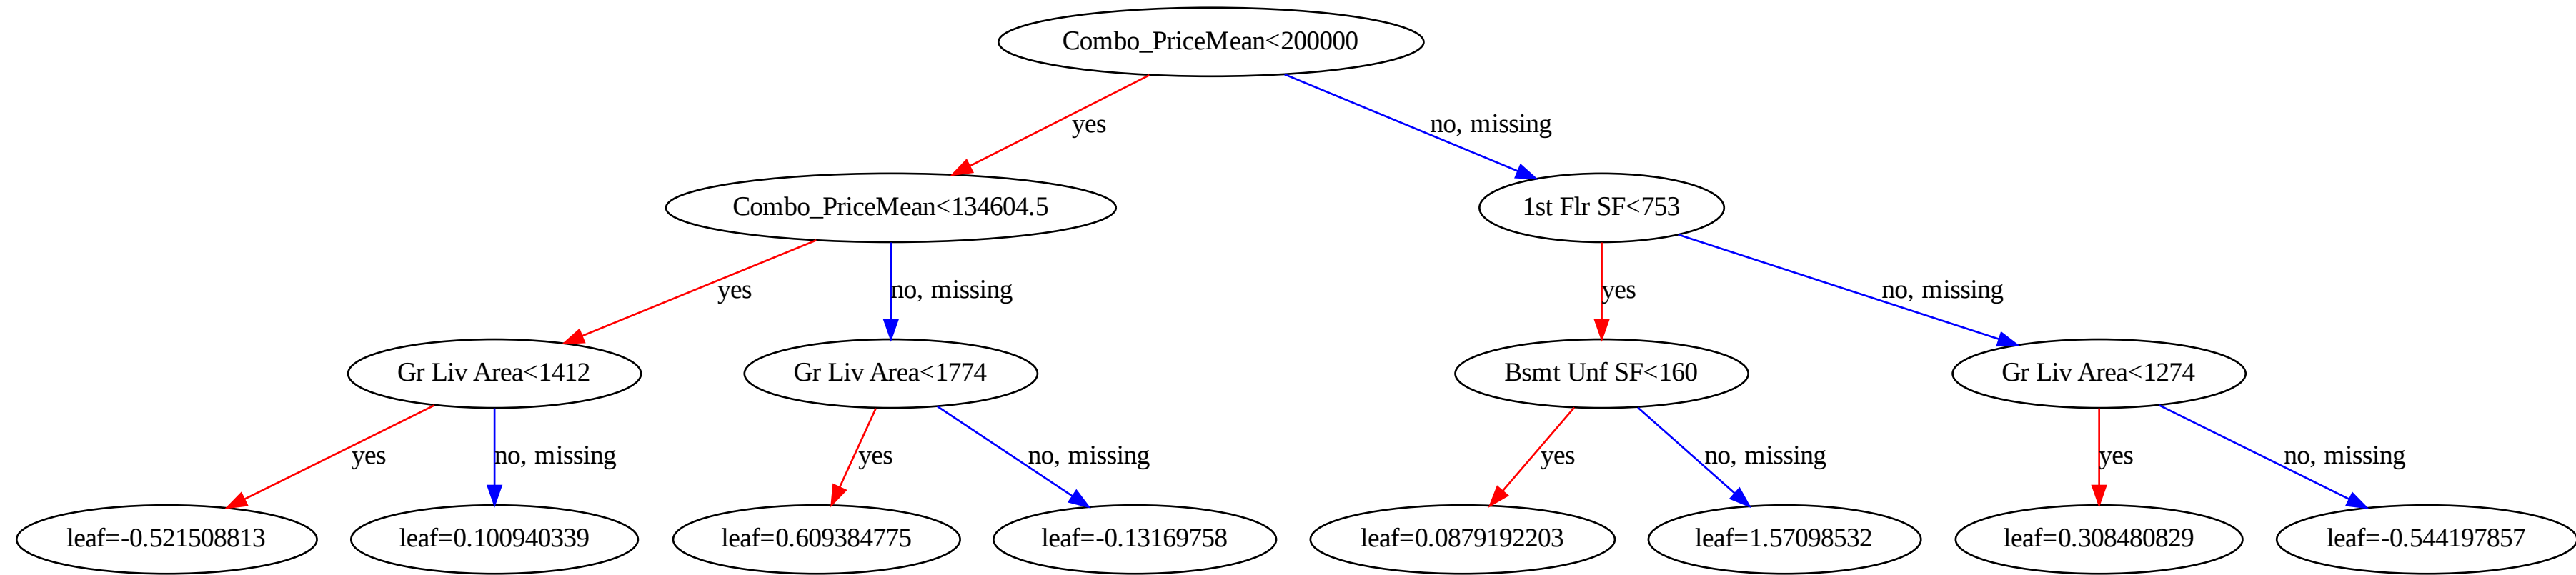 Combo_PriceMean<200000
yes
no, missing
Combo_PriceMean<134604.5
1st Flr SF<753
yes
no, missing
yes
no, missing
Gr Liv Area<1412
Gr Liv Area<1774
Bsmt Unf SF<160
Gr Liv Area<1274
yes
no, missing
yes
no, missing
yes
no, missing
yes
no, missing
leaf=-0.521508813
leaf=0.100940339
leaf=0.609384775
leaf=-0.13169758
leaf=0.0879192203
leaf=1.57098532
leaf=0.308480829
leaf=-0.544197857